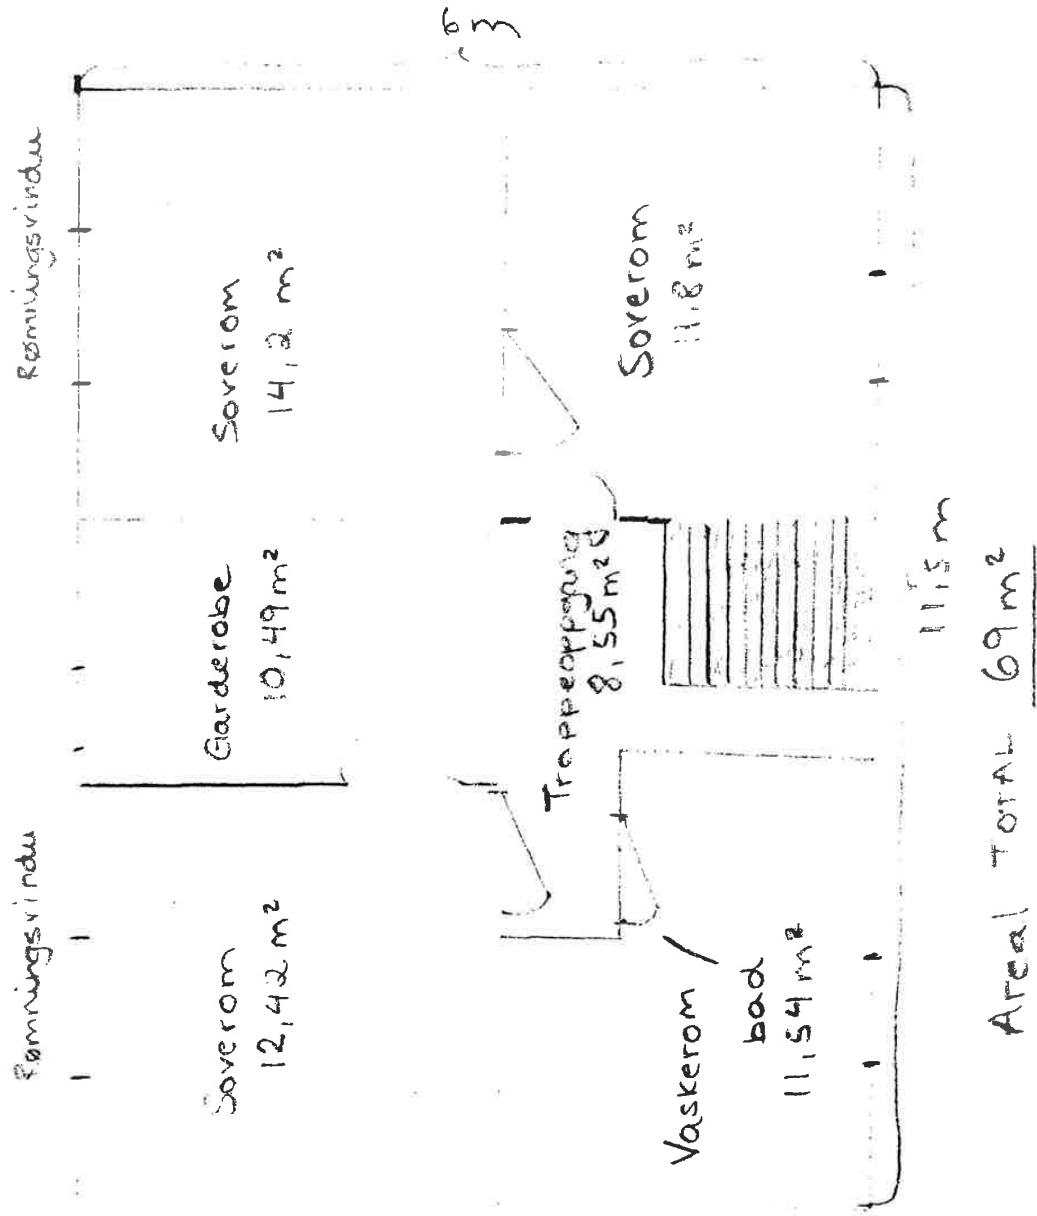 Rømningsvindu
Rømningsvindu
Soverom
12,42 m²
Garderobe
10,49 m²
Soverom
14,2 m²
6 m
Trappeoppgang
8,55 m²
Vaskerom /
bad
11,54 m²
Soverom
11,8 m²
11,5 m
Areal TOTAL 69 m²